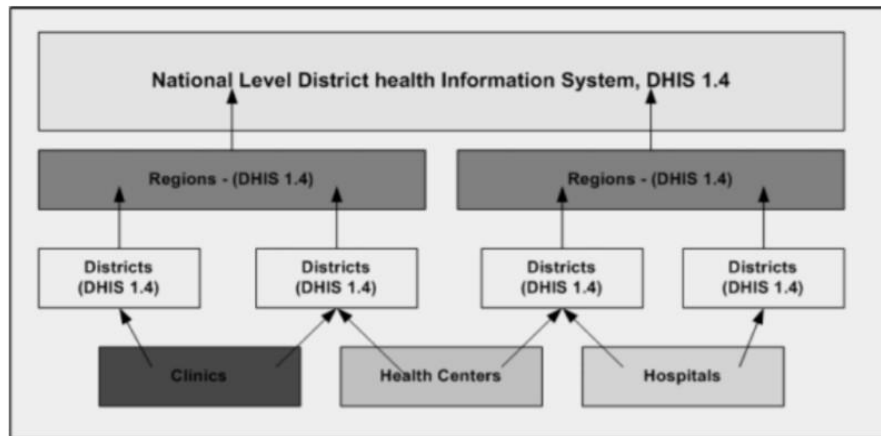 National Level District health Information System, DHIS 1.4
Regions - (DHIS 1.4)
Regions - (DHIS 1.4)
Districts
(DHIS 1.4)
Districts
(DHIS 1.4)
Districts
(DHIS 1.4)
Districts
(DHIS 1.4)
Clinics
Health Centers
Hospitals